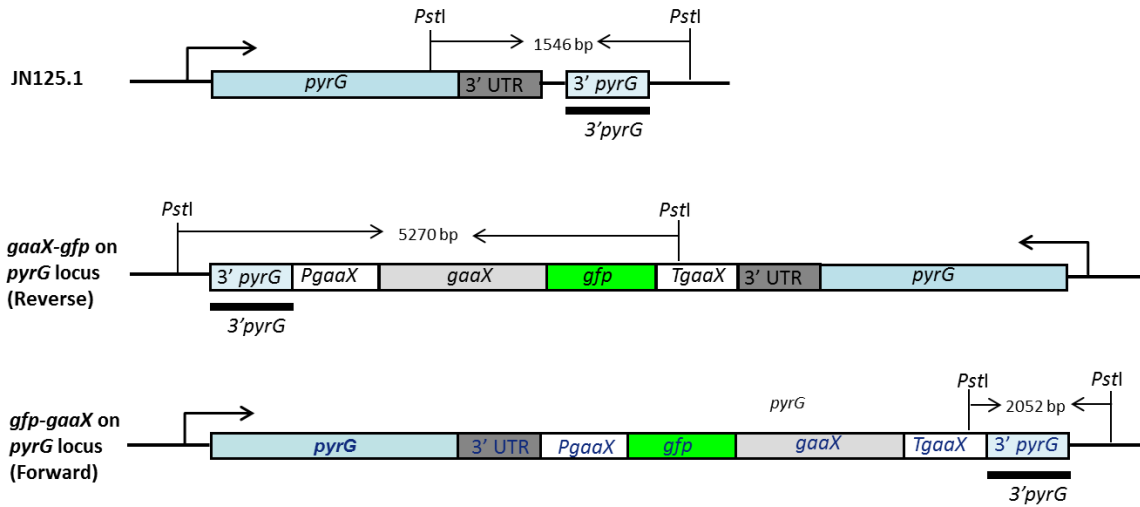 PstI PstI
1546 bp
JN125.1
pyrG 3' UTR 3' pyrG
3'pyrG
PstI PstI
5270 bp
gaaX-gfp on
pyrG locus
(Reverse)
3' pyrG PgaaX gaaX gfp TgaaX 3' UTR pyrG
3'pyrG
PstI PstI
2052 bp
pyrG
gfp-gaaX on
pyrG locus
(Forward)
pyrG 3' UTR PgaaX gfp gaaX TgaaX 3' pyrG
3'pyrG